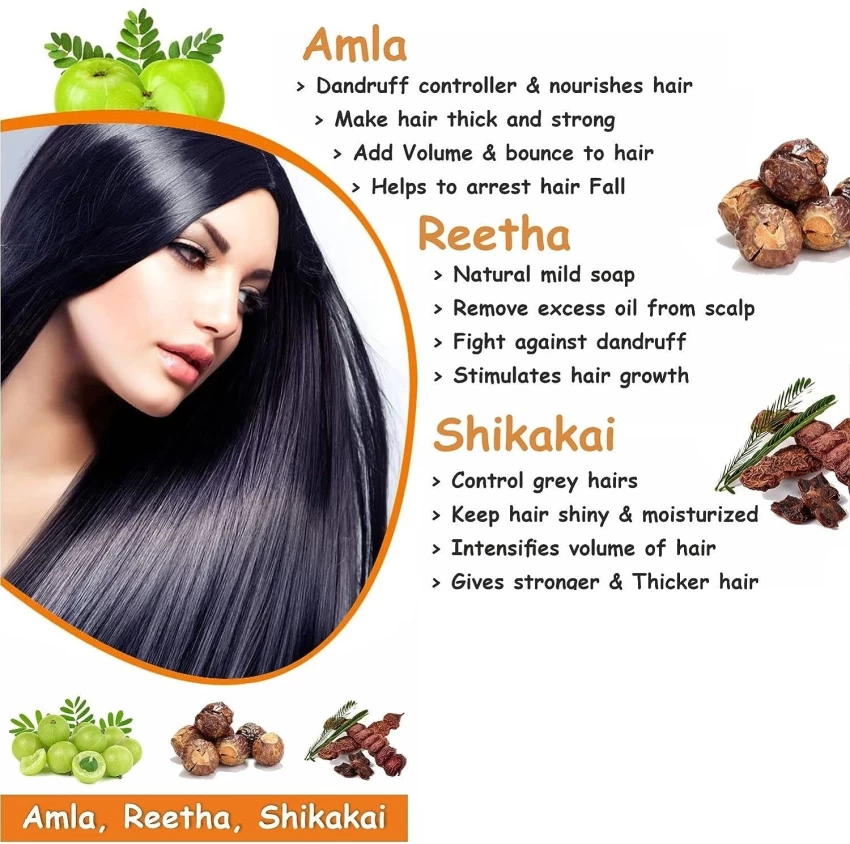 Amla
> Dandruff controller & nourishes hair
> Make hair thick and strong
> Add Volume & bounce to hair
> Helps to arrest hair Fall
Reetha
> Natural mild soap
> Remove excess oil from scalp
> Fight against dandruff
> Stimulates hair growth
Shikakai
> Control grey hairs
> Keep hair shiny & moisturized
> Intensifies volume of hair
> Gives stronger & Thicker hair
Amla, Reetha, Shikakai